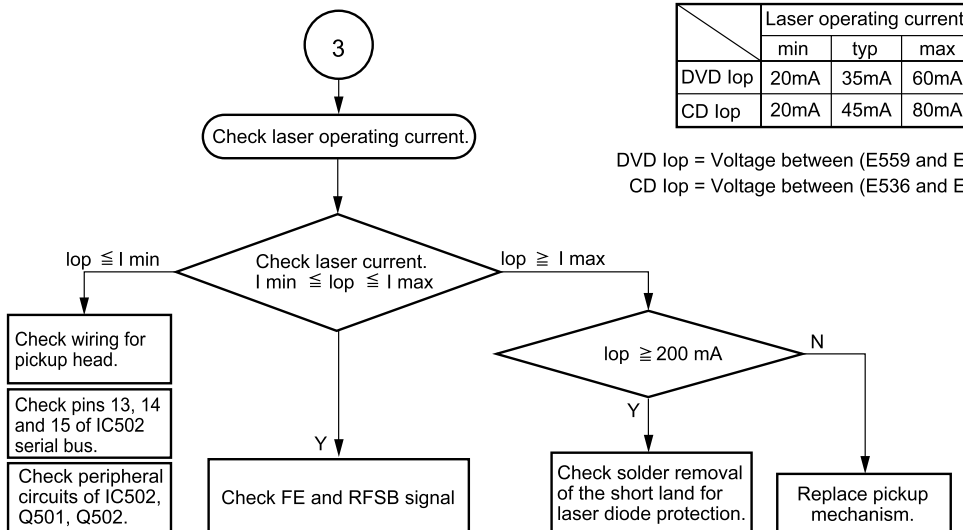 3
Laser operating current
min typ max
DVD Iop 20mA 35mA 60mA
CD Iop 20mA 45mA 80mA
Check laser operating current.
DVD Iop = Voltage between (E559 and E
CD Iop = Voltage between (E536 and E
Iop ≦ I min
Check laser current.
I min ≦ Iop ≦ I max
Iop ≧ I max
Check wiring for
pickup head.
Iop ≧ 200 mA
N
Check pins 13, 14
and 15 of IC502
serial bus.
Y
Y
Check peripheral
circuits of IC502,
Q501, Q502.
Check FE and RFSB signal
Check solder removal
of the short land for
laser diode protection.
Replace pickup
mechanism.